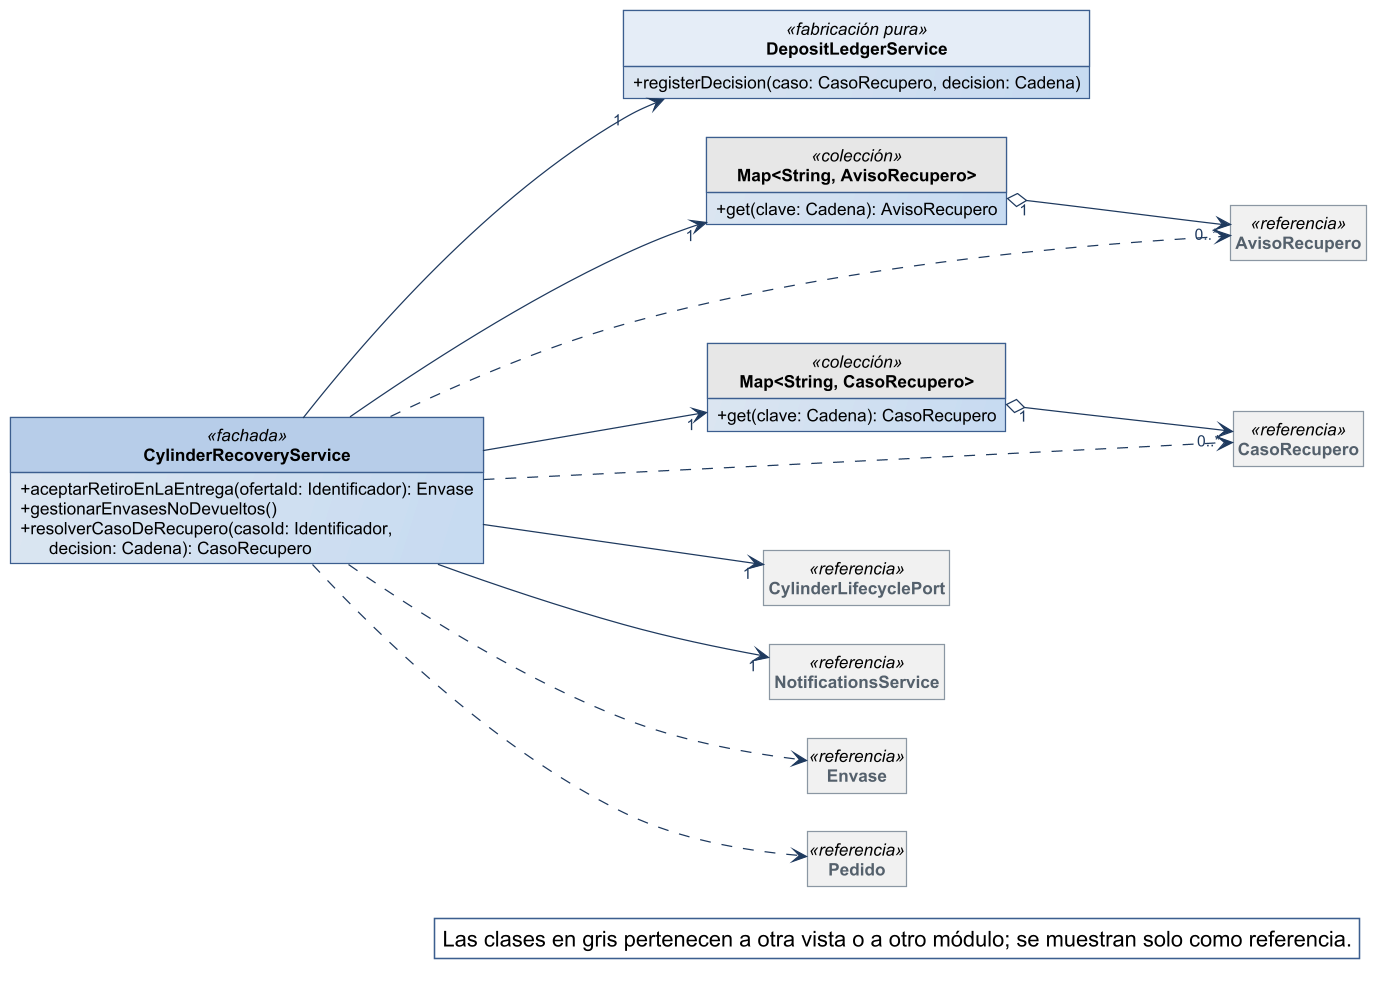 «fabricación pura»
DepositLedgerService
+registerDecision(caso: CasoRecupero, decision: Cadena)
1
«colección»
Map<String, AvisoRecupero>
+get(clave: Cadena): AvisoRecupero
1
1
0..
«referencia»
AvisoRecupero
«colección»
Map<String, CasoRecupero>
+get(clave: Cadena): CasoRecupero
1
1
0..*
«referencia»
CasoRecupero
«fachada»
CylinderRecoveryService
+aceptarRetiroEnLaEntrega(ofertaId: Identificador): Envase
+gestionarEnvasesNoDevueltos()
+resolverCasoDeRecupero(casoId: Identificador,
decision: Cadena): CasoRecupero
1
«referencia»
CylinderLifecyclePort
1
«referencia»
NotificationsService
«referencia»
Envase
«referencia»
Pedido
Las clases en gris pertenecen a otra vista o a otro módulo; se muestran solo como referencia.